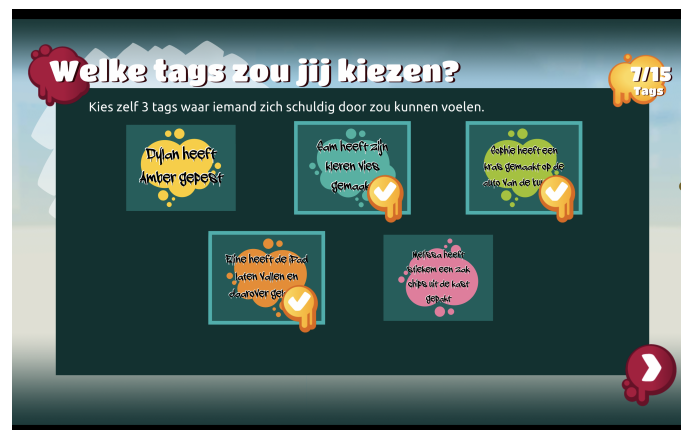 Welke tags zou jij kiezen?
7/15
Tags
Kies zelf 3 tags waar iemand zich schuldig door zou kunnen voelen.
Dylan heeft
Amber gepest
Sam heeft zijn
kleren vies
gemaakt
Sophie heeft een
kras gemaakt op de
auto van de
Eline heeft de iPad
laten vallen en
daarover
Melissa heeft
stiekem een zak
chips uit de kast
gepakt